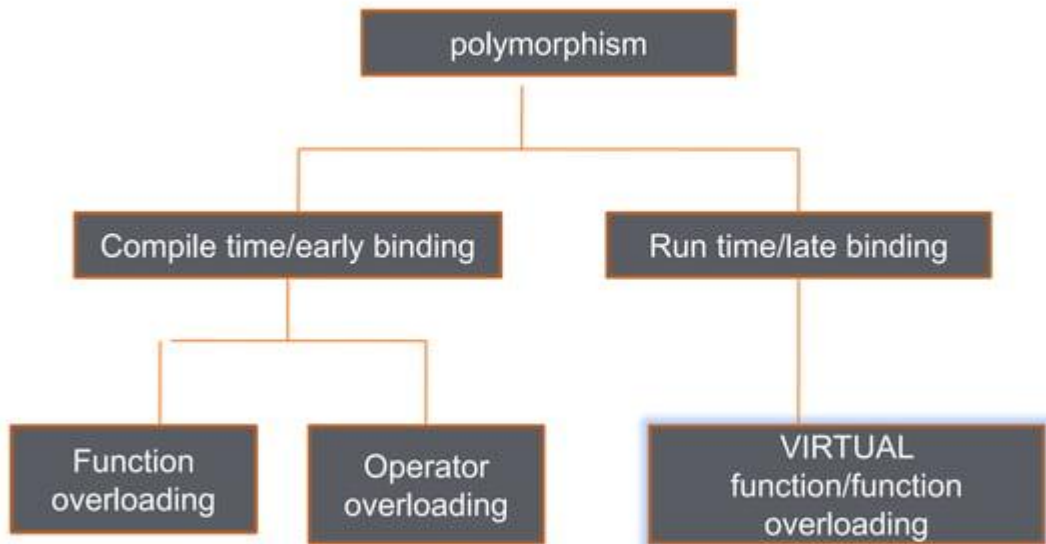 polymorphism
Compile time/early binding
Run time/late binding
Function
overloading
Operator
overloading
VIRTUAL
function/function
overloading